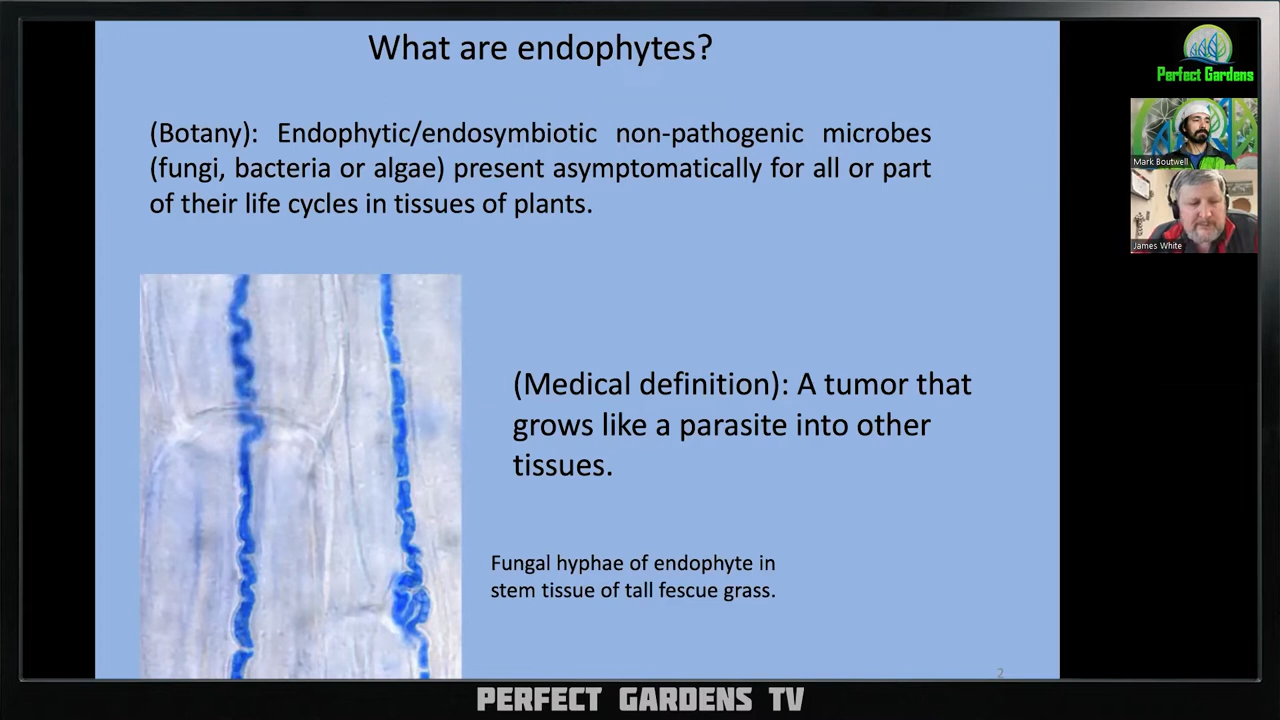 What are endophytes?
(Botany): Endophytic/endosymbiotic non-pathogenic microbes
(fungi, bacteria or algae) present asymptomatically for all or part
of their life cycles in tissues of plants.
(Medical definition): A tumor that
grows like a parasite into other
tissues.
Fungal hyphae of endophyte in
stem tissue of tall fescue grass.
2
Perfect Gardens
Mark Boutwell
James White
PERFECT GARDENS TV